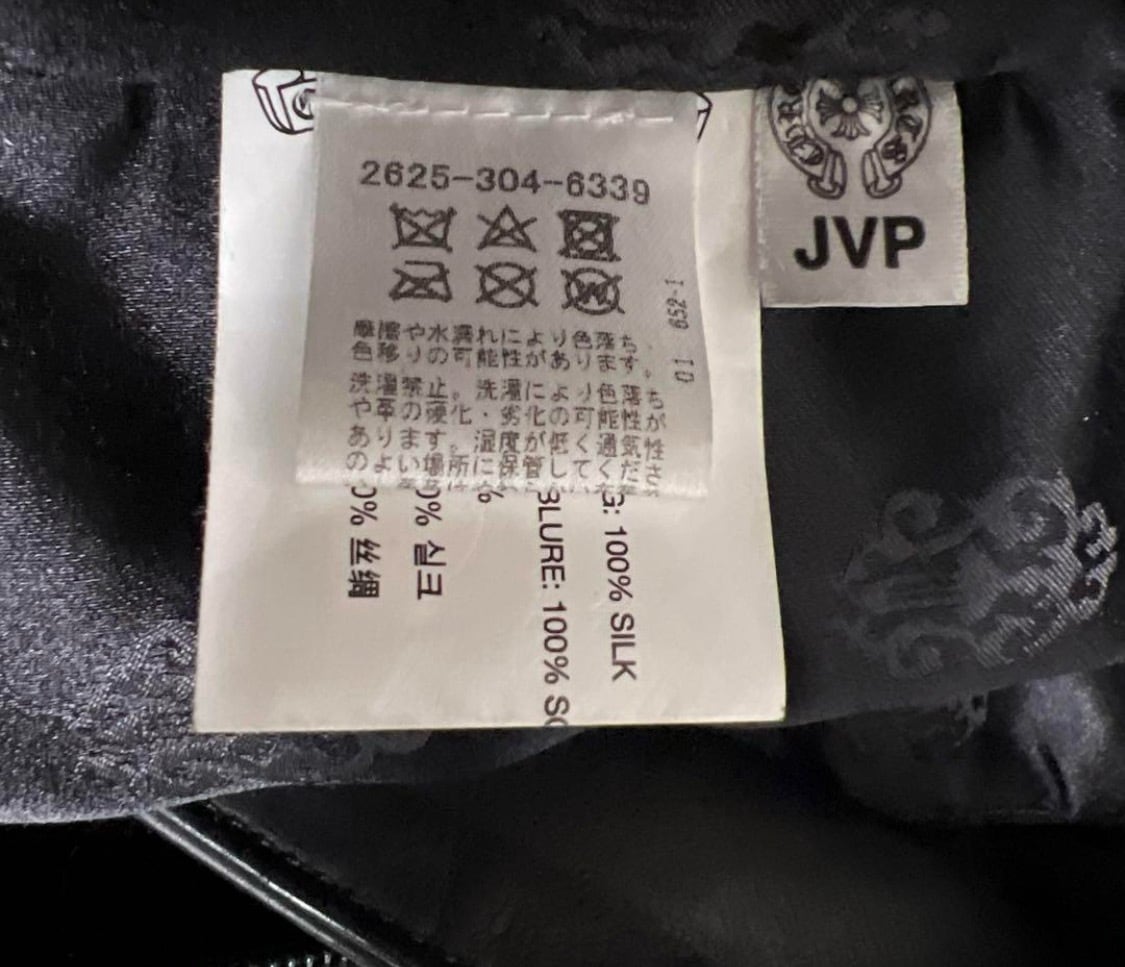 2625-304-6339
摩擦や水濡れにより色落ち、
色移りの可能性があります。
洗濯禁止。洗濯により色落ち
や革の硬化・劣化の可能性が
あります。湿度が低く通気性
のよい場所に保管してくださ
01 652-1
JVP
G: 100% SILK
BLURE: 100% SO
%
0% 실크
0% 丝绸